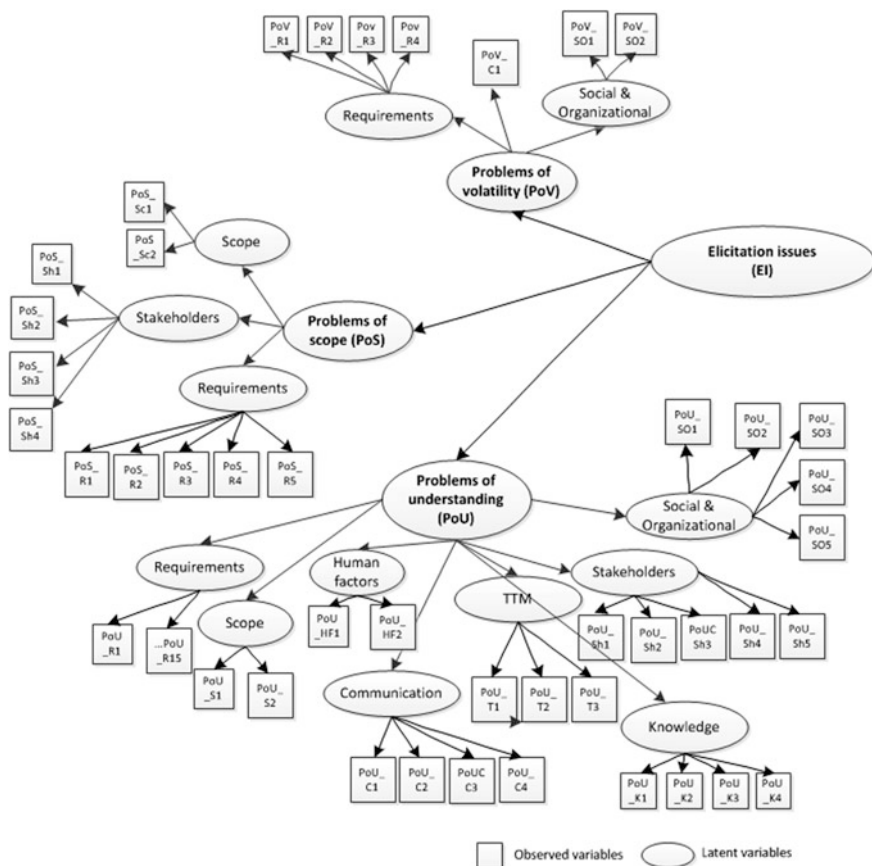 PoV
_R1
PoV
_R2
Pov
_R3
PoV
_R4
PoV_
C1
PoV_
SO1
PoV_
SO2
Requirements
Social &
Organizational
Problems of
volatility (PoV)
Elicitation issues
(EI)
PoS_
Sc1
PoS
_Sc2
Scope
PoS_
Sh1
PoS_
Sh2
PoS_
Sh3
PoS_
Sh4
Stakeholders
Problems of
scope (PoS)
Requirements
PoS_
R1
PoS_
R2
PoS_
R3
PoS_
R4
PoS_
R5
Problems of
understanding
(PoU)
PoU_
SO1
PoU_
SO2
PoU_
SO3
PoU_
SO4
PoU_
SO5
Social &
Organizational
Requirements
PoU
_R1
...PoU
_R15
Scope
PoU
_S1
PoU_
S2
Human
factors
PoU
_HF1
PoU_
HF2
Communication
PoU_
C1
PoU_
C2
PoUC
C3
PoU_
C4
TTM
PoU_
T1
PoU_
T2
PoU_
T3
Stakeholders
PoU_
Sh1
PoU_
Sh2
PoUC
Sh3
PoU_
Sh4
PoU_
Sh5
Knowledge
PoU
_K1
PoU
_K2
PoU
_K3
PoU
_K4
Observed variables
Latent variables